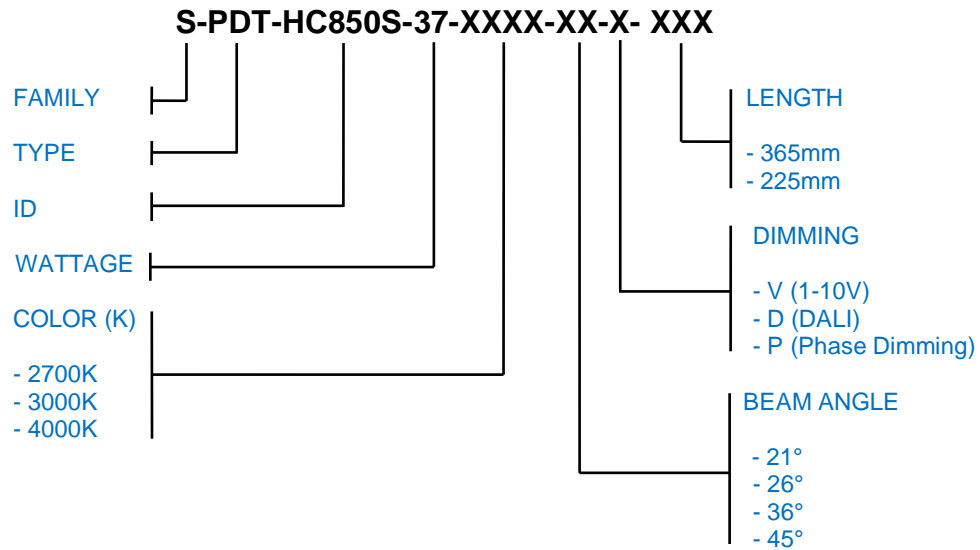 S-PDT-HC850S-37-XXXX-XX-X- XXX
FAMILY
TYPE
ID
WATTAGE
COLOR (K)
- 2700K
- 3000K
- 4000K
LENGTH
- 365mm
- 225mm
DIMMING
- V (1-10V)
- D (DALI)
- P (Phase Dimming)
BEAM ANGLE
- 21°
- 26°
- 36°
- 45°